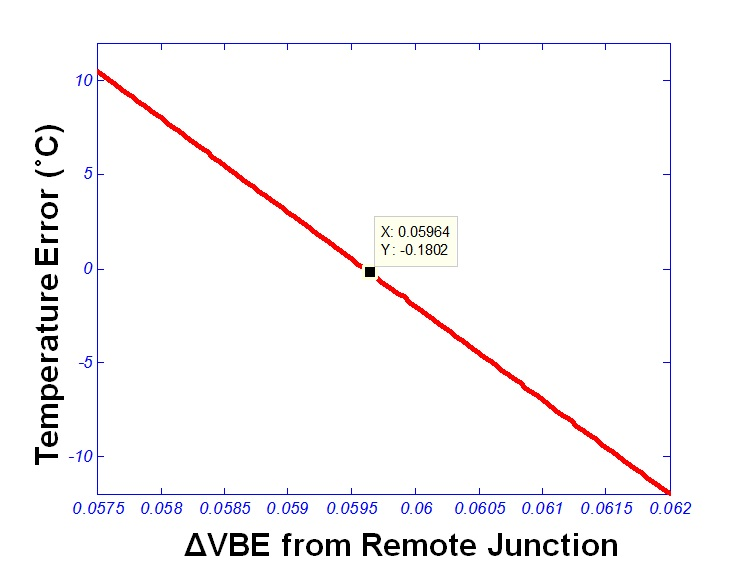 10
5
0
-5
-10
Temperature Error (˚C)
X: 0.05964
Y: -0.1802
0.0575 0.058 0.0585 0.059 0.0595 0.06 0.0605 0.061 0.0615 0.062
ΔVBE from Remote Junction